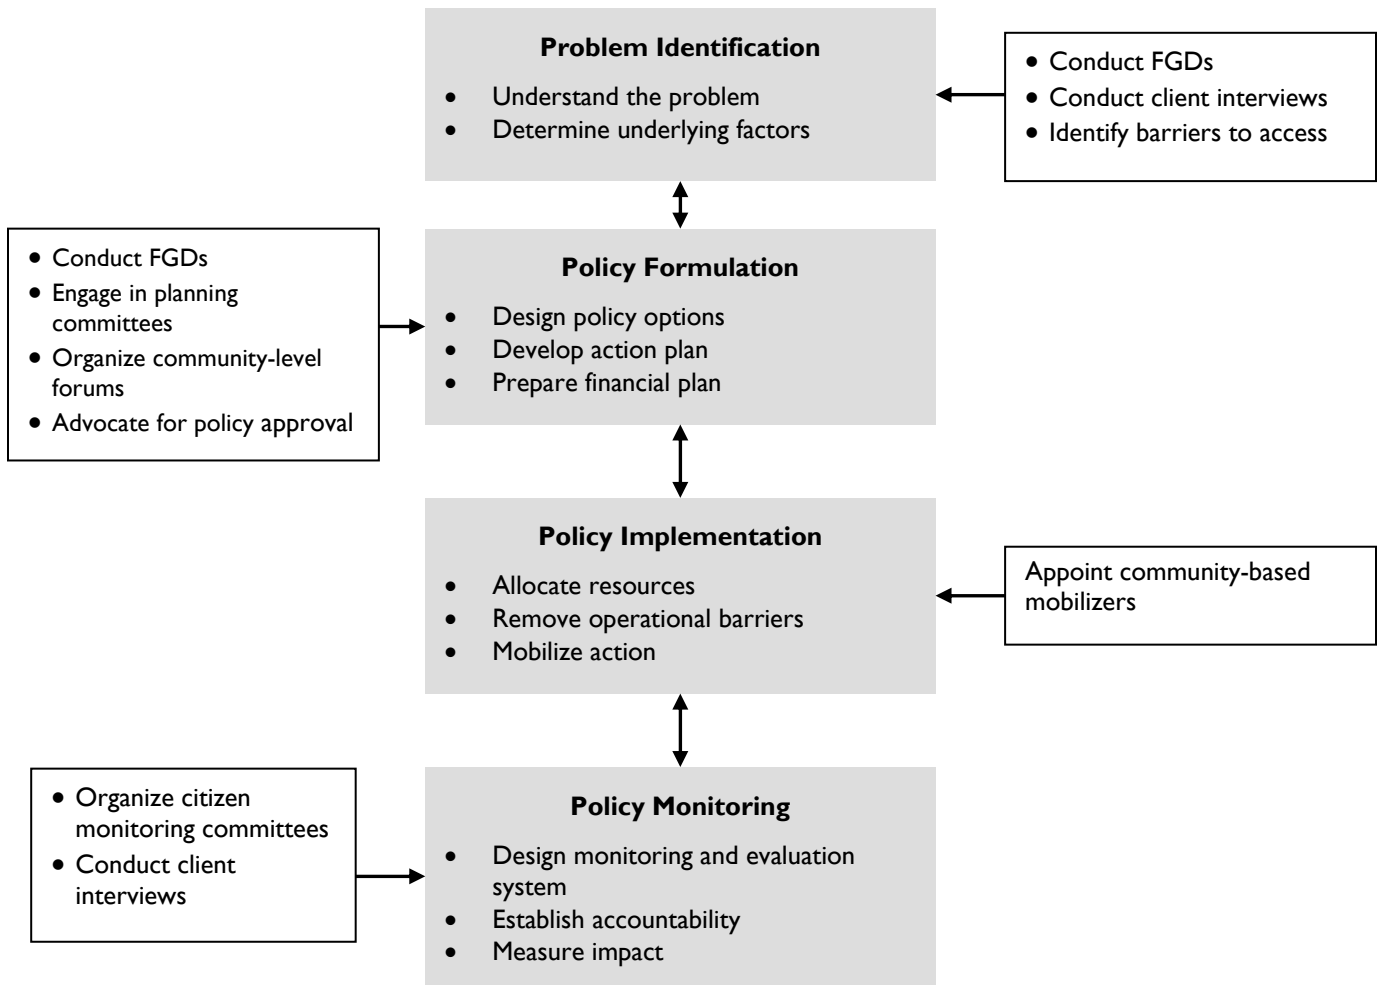 Problem Identification
• Understand the problem
• Determine underlying factors
• Conduct FGDs
• Conduct client interviews
• Identify barriers to access
• Conduct FGDs
• Engage in planning
committees
• Organize community-level
forums
• Advocate for policy approval
Policy Formulation
• Design policy options
• Develop action plan
• Prepare financial plan
Policy Implementation
• Allocate resources
• Remove operational barriers
• Mobilize action
Appoint community-based
mobilizers
• Organize citizen
monitoring committees
• Conduct client
interviews
Policy Monitoring
• Design monitoring and evaluation
system
• Establish accountability
• Measure impact